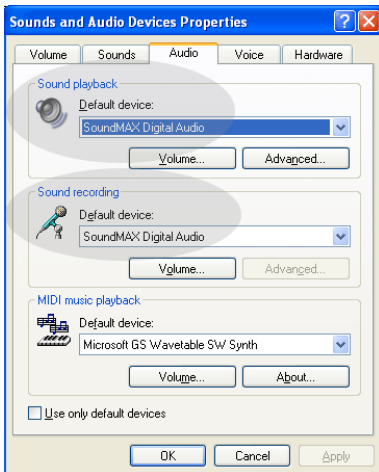 Sounds and Audio Devices Properties
Volume Sounds Audio Voice Hardware
Sound playback
Default device:
SoundMAX Digital Audio
Volume... Advanced...
Sound recording
Default device:
SoundMAX Digital Audio
Volume... Advanced...
MIDI music playback
Default device:
Microsoft GS Wavetable SW Synth
Volume... About...
Use only default devices
OK Cancel Apply